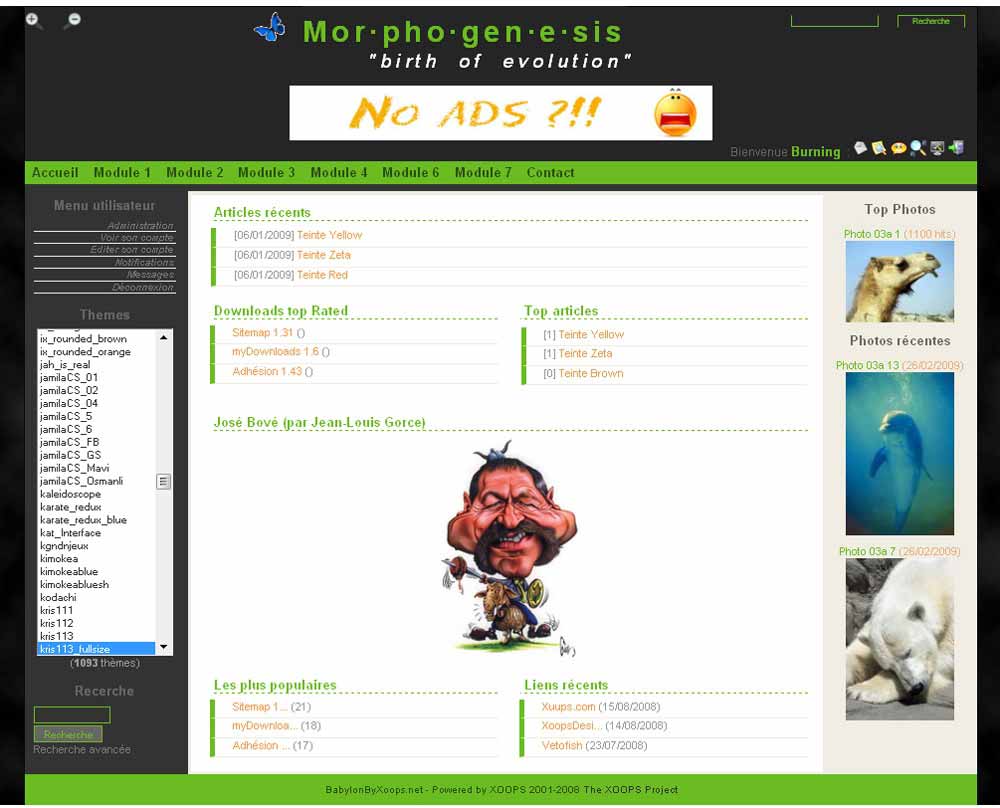 Mor·pho·gen·e·sis
"birth of evolution"
Recherche
No ADS ?!!
Bienvenue Burning :
Accueil Module 1 Module 2 Module 3 Module 4 Module 6 Module 7 Contact
Menu utilisateur
Administration
Voir son compte
Editer son compte
Notifications
Messages
Déconnexion
Themes
ix_rounded_brown
ix_rounded_orange
jah_is_real
jamilaCS_01
jamilaCS_02
jamilaCS_04
jamilaCS_5
jamilaCS_6
jamilaCS_FB
jamilaCS_GS
jamilaCS_Mavi
jamilaCS_Osmanli
kaleidoscope
karate_redux
karate_redux_blue
kat_Interface
kgndnjeux
kimokea
kimokeablue
kimokeabluesh
kodachi
kris111
kris112
kris113
kris113_fullsize
(1093 thèmes)
Recerche
Recherche
Recherche avancée
Articles récents
[06/01/2009] Teinte Yellow
[06/01/2009] Teinte Zeta
[06/01/2009] Teinte Red
Downloads top Rated
Sitemap 1.31 ()
myDownloads 1.6 ()
Adhésion 1.43 ()
Top articles
[1] Teinte Yellow
[1] Teinte Zeta
[0] Teinte Brown
José Bové (par Jean-Louis Gorce)
Les plus populaires
Sitemap 1... (21)
myDownloa... (18)
Adhésion ... (17)
Liens récents
Xuups.com (15/08/2008)
XoopsDesi... (14/08/2008)
Vetofish (23/07/2008)
Top Photos
Photo 03a 1 (1100 hits)
Photos récentes
Photo 03a 13 (26/02/2009)
Photo 03a 7 (26/02/2009)
BabylonByXoops.net - Powered by XOOPS 2001-2008 The XOOPS Project